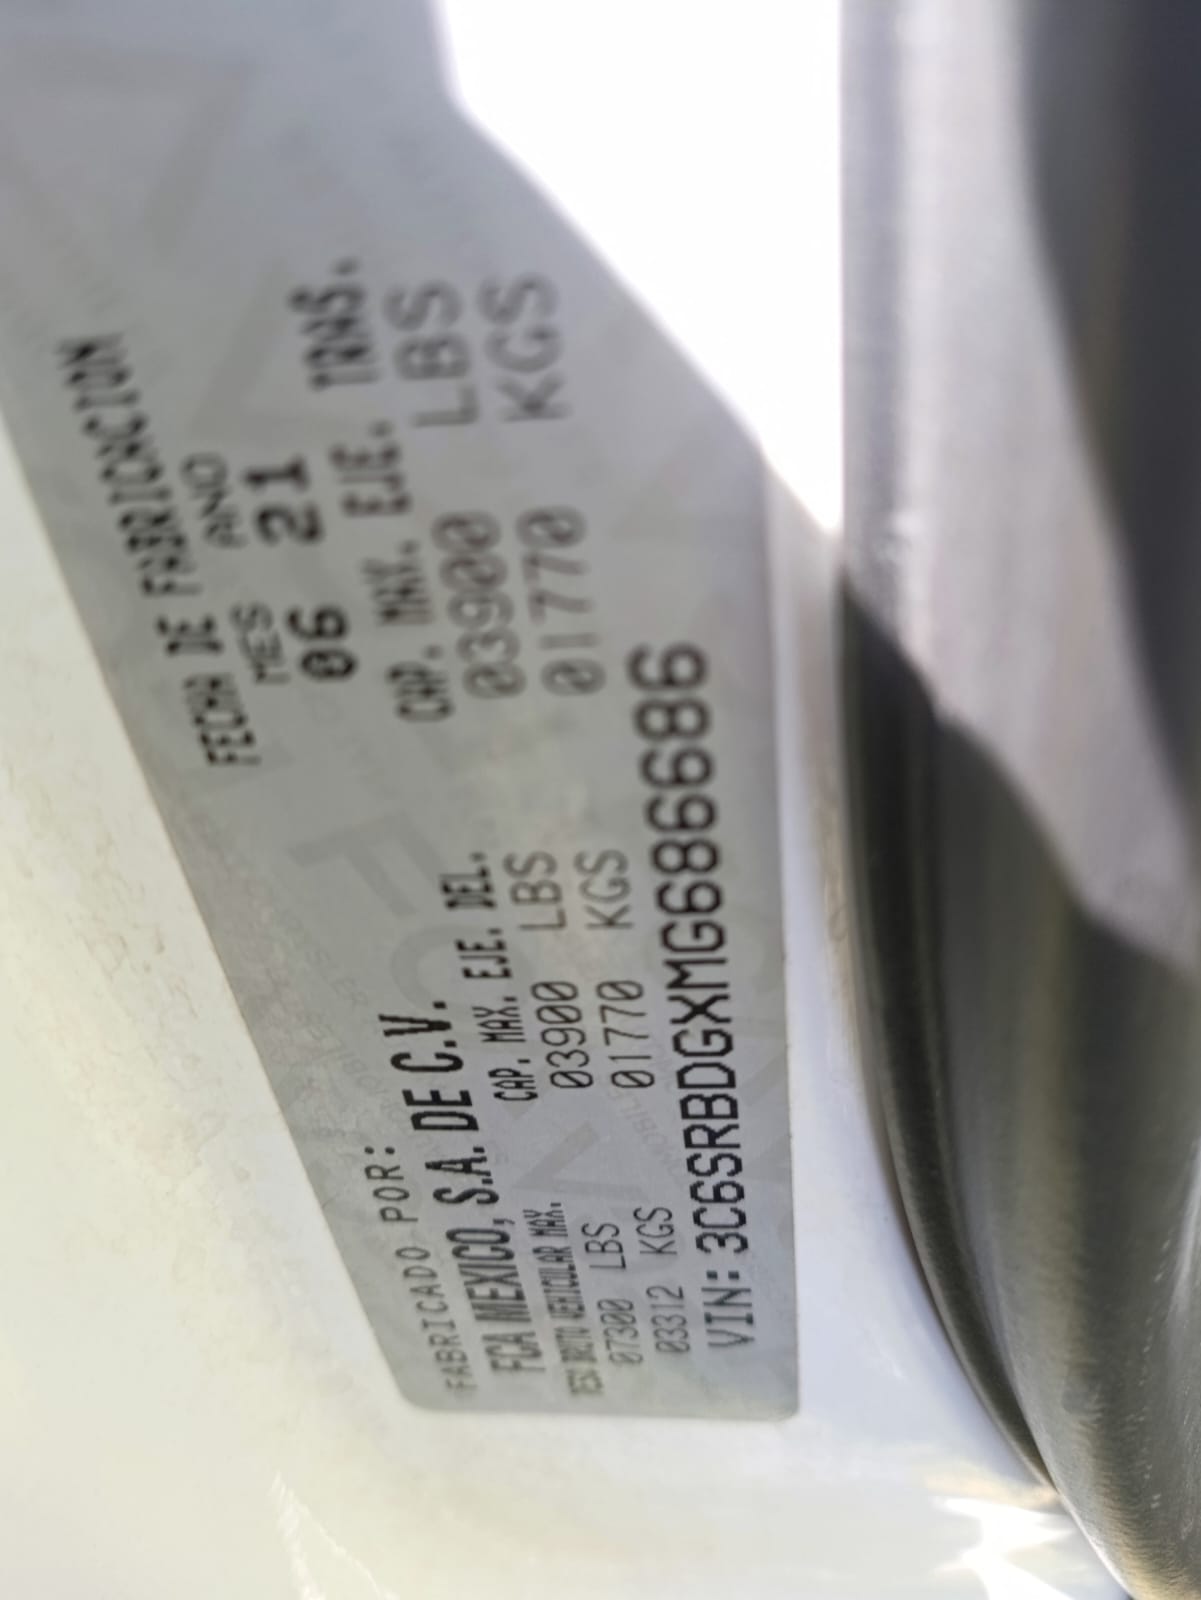 FABRICADO POR:
FCA MEXICO, S.A. DE C.V.
FECHA DE FABRICACION
MES ANO
06 21
PESO BRUTO VEHICULAR MAX.
07300 LBS
03312 KGS
CAP. MAX. EJE. DEL.
03900 LBS
01770 KGS
CAP. MAX. EJE. TRAS.
03900 LBS
01770 KGS
VIN: 3C6SRBDGXMG686686